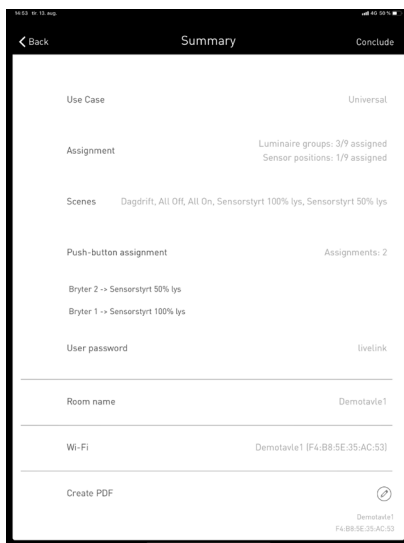 14:53 tir. 13. aug.
4G 50 %
Back
Summary
Conclude
Use Case
Universal
Assignment
Luminaire groups: 3/9 assigned
Sensor positions: 1/9 assigned
Scenes
Dagdrift, All Off, All On, Sensorstyrt 100% lys, Sensorstyrt 50% lys
Push-button assignment
Assignments: 2
Bryter 2 -> Sensorstyrt 50% lys
Bryter 1 -> Sensorstyrt 100% lys
User password
livelink
Room name
Demotavle1
Wi-Fi
Demotavle1 (F4:B8:5E:35:AC:53)
Create PDF
Demotavle1
F4:B8:5E:35:AC:53